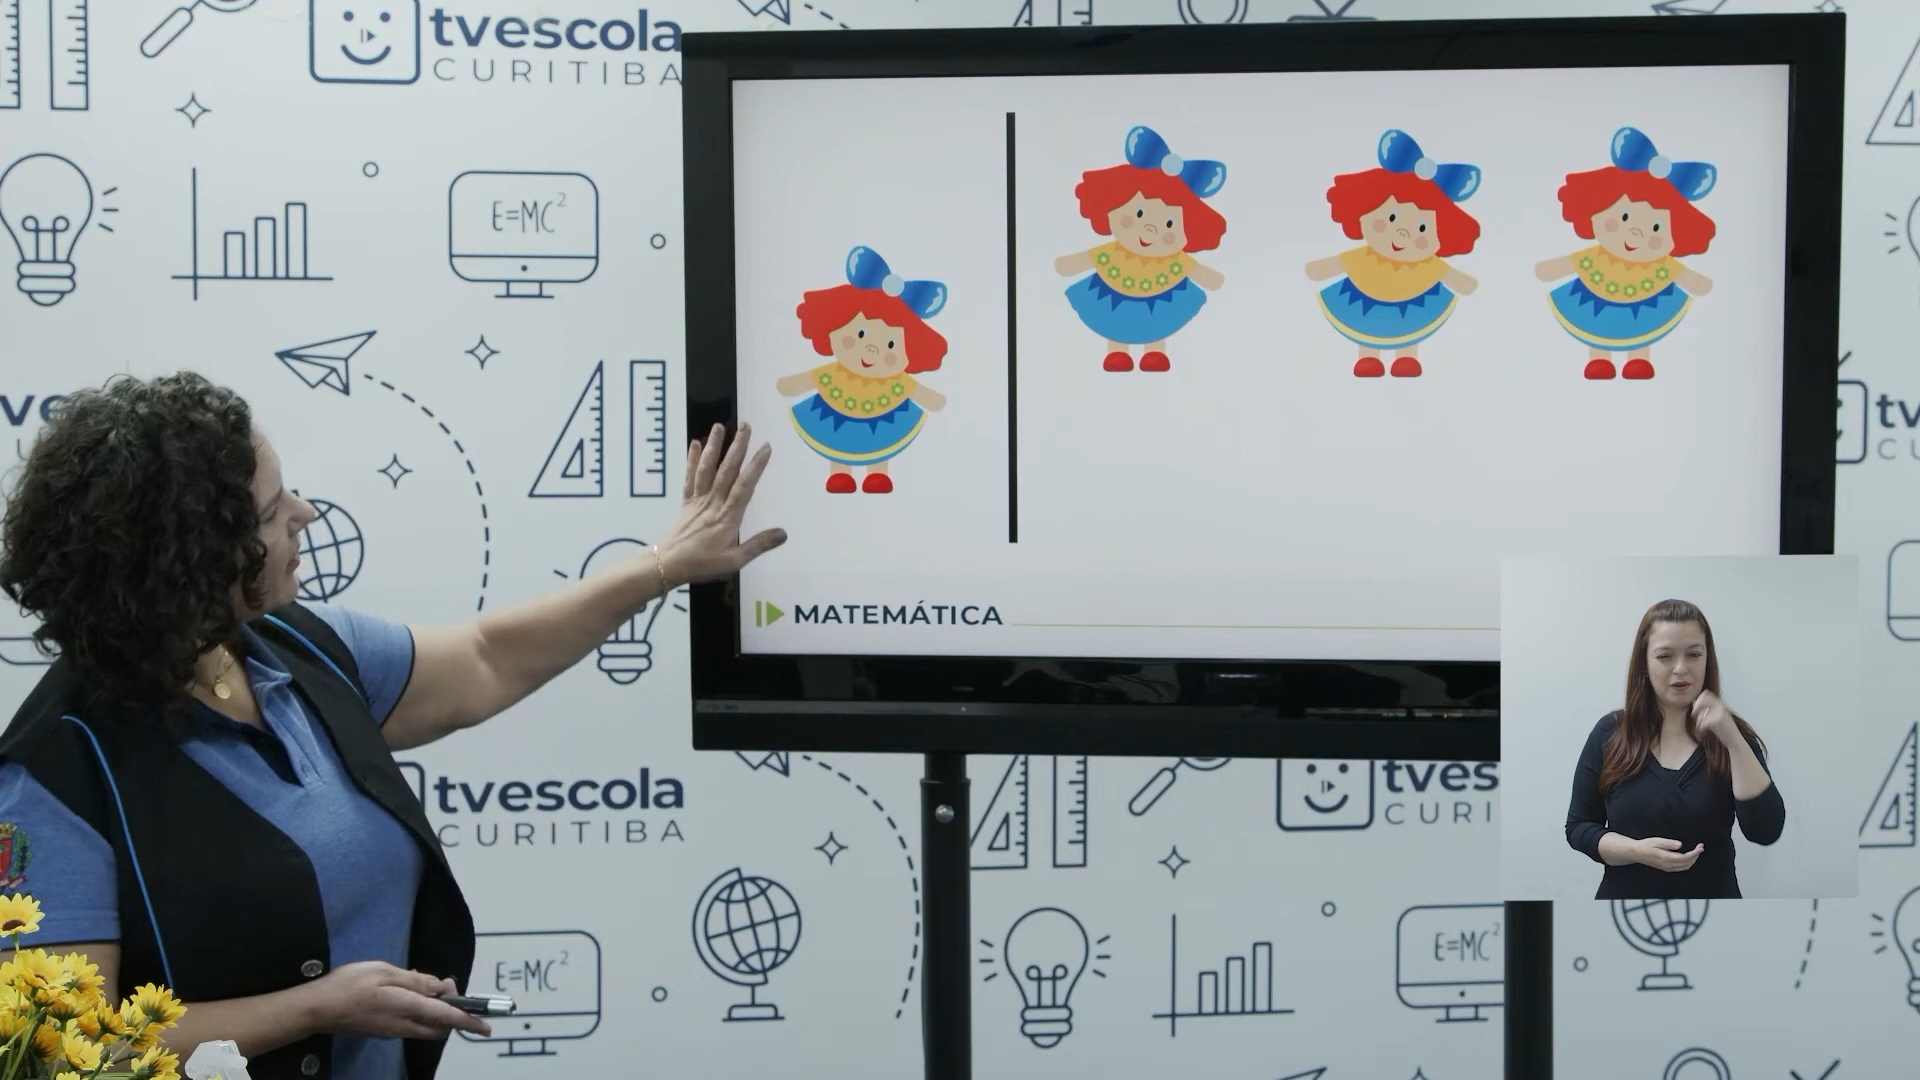 tvescola
CURITIBA
E=MC²
MATEMÁTICA
tvescola
CURITIBA
tves
CURI
E=MC²
E=MC²